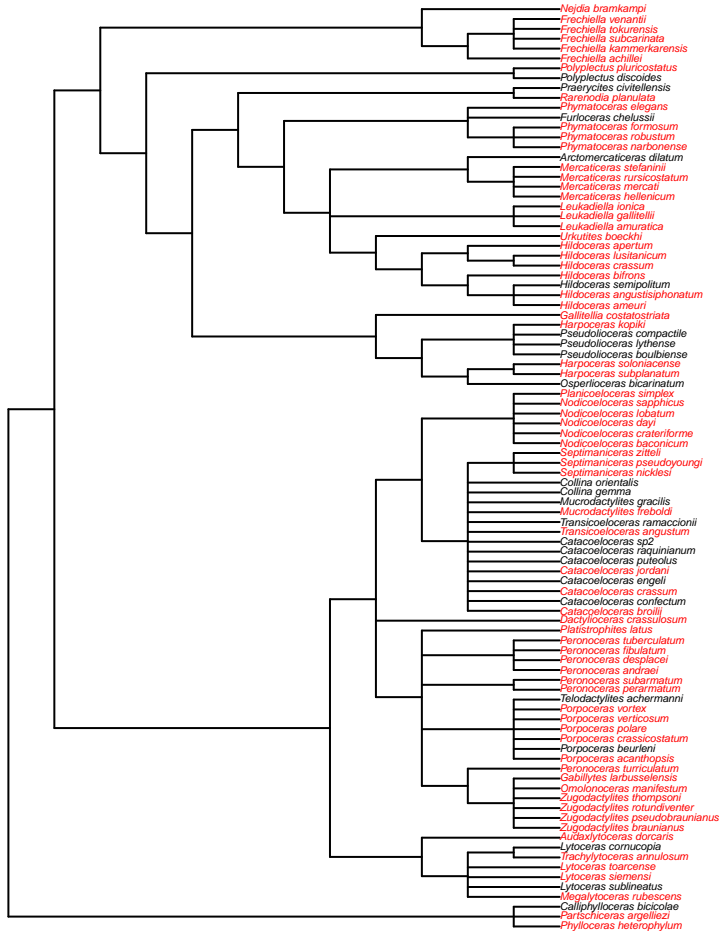 Nejdia bramkampi
Frechiella venantii
Frechiella tokurensis
Frechiella subcarinata
Frechiella kammerkarensis
Frechiella achillei
Polyplectus pluricostatus
Polyplectus discoides
Praerycites civitellensis
Rarenodia planulata
Phymatoceras elegans
Furloceras chelussii
Phymatoceras formosum
Phymatoceras robustum
Phymatoceras narbonense
Arctomercaticeras dilatum
Mercaticeras stefaninii
Mercaticeras rursicostatum
Mercaticeras mercati
Mercaticeras hellenicum
Leukadiella ionica
Leukadiella gallitellii
Leukadiella amuratica
Urkutites boeckhi
Hildoceras apertum
Hildoceras lusitanicum
Hildoceras crassum
Hildoceras bifrons
Hildoceras semipolitum
Hildoceras angustisiphonatum
Hildoceras ameuri
Gallitellia costatostriata
Harpoceras kopiki
Pseudolioceras compactile
Pseudolioceras lythense
Pseudolioceras boulbiense
Harpoceras soloniacense
Harpoceras subplanatum
Osperlioceras bicarinatum
Planicoeloceras simplex
Nodicoeloceras sapphicus
Nodicoeloceras lobatum
Nodicoeloceras dayi
Nodicoeloceras crateriforme
Nodicoeloceras baconicum
Septimaniceras zitteli
Septimaniceras pseudoyoungi
Septimaniceras nicklesi
Collina orientalis
Collina gemma
Mucrodactylites gracilis
Mucrodactylites freboldi
Transicoeloceras ramaccionii
Transicoeloceras angustum
Catacoeloceras sp2
Catacoeloceras raquinianum
Catacoeloceras puteolus
Catacoeloceras jordani
Catacoeloceras engeli
Catacoeloceras crassum
Catacoeloceras confectum
Catacoeloceras broilij
Dactylioceras crassulosum
Platistrophites latus
Peronoceras tuberculatum
Peronoceras fibulatum
Peronoceras desplacei
Peronoceras andraei
Peronoceras subarmatum
Peronoceras perarmatum
Telodactylites achermanni
Porpoceras vortex
Porpoceras verticosum
Porpoceras polare
Porpoceras crassicostatum
Porpoceras beurleni
Porpoceras acanthopsis
Peronoceras turriculatum
Gabillytes larbusselensis
Omolonoceras manifestum
Zugodactylites thompsoni
Zugodactylites rotundiventer
Zugodactylites pseudobraunianus
Zugodactylites braunianus
Audaxlytoceras dorcaris
Lytoceras cornucopia
Trachylytoceras annulosum
Lytoceras toarcense
Lytoceras siemensi
Lytoceras sublineatus
Megalytoceras rubescens
Calliphylloceras bicicolae
Partschiceras argelliezi
Phylloceras heterophylum